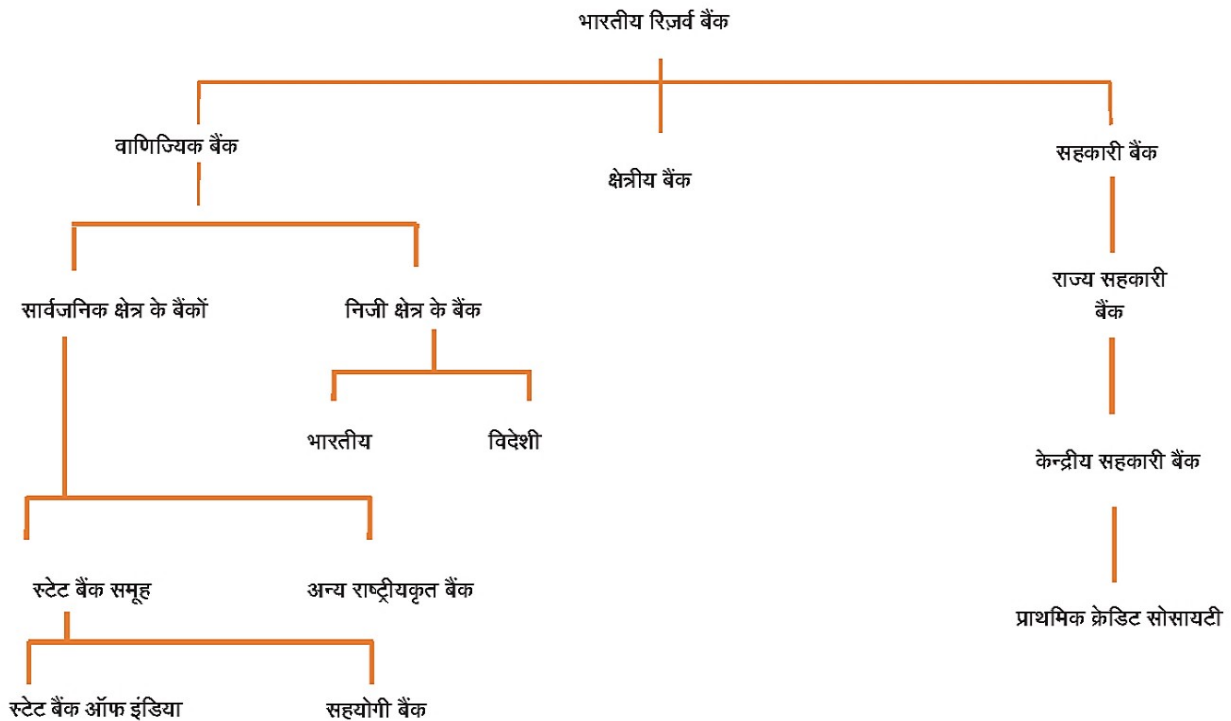 भारतीय रिज़र्व बैंक
वाणिज्यिक बैंक
क्षेत्रीय बैंक
सहकारी बैंक
सार्वजनिक क्षेत्र के बैंकों
निजी क्षेत्र के बैंक
राज्य सहकारी
बैंक
भारतीय
विदेशी
केन्द्रीय सहकारी बैंक
स्टेट बैंक समूह
अन्य राष्ट्रीयकृत बैंक
प्राथमिक क्रेडिट सोसायटी
स्टेट बैंक ऑफ इंडिया
सहयोगी बैंक